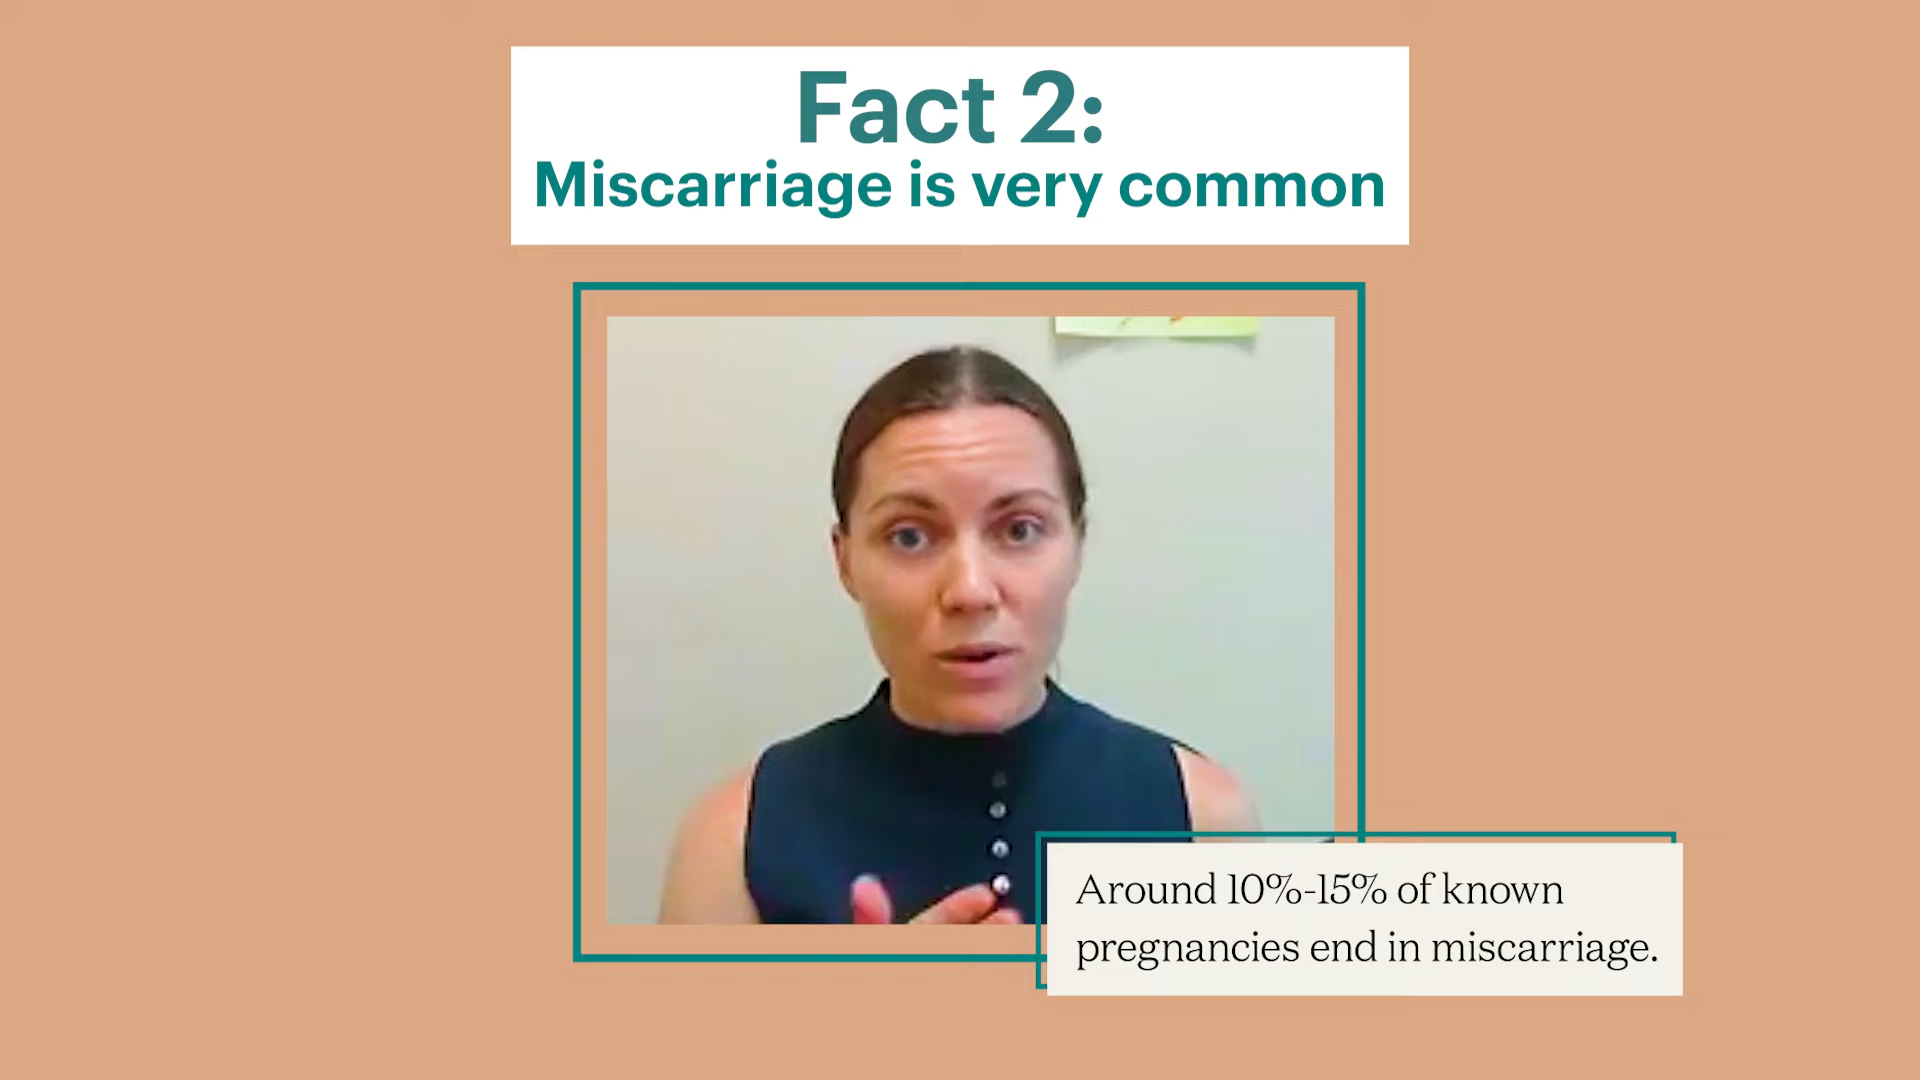 Fact 2:
Miscarriage is very common
Around 10%-15% of known
pregnancies end in miscarriage.